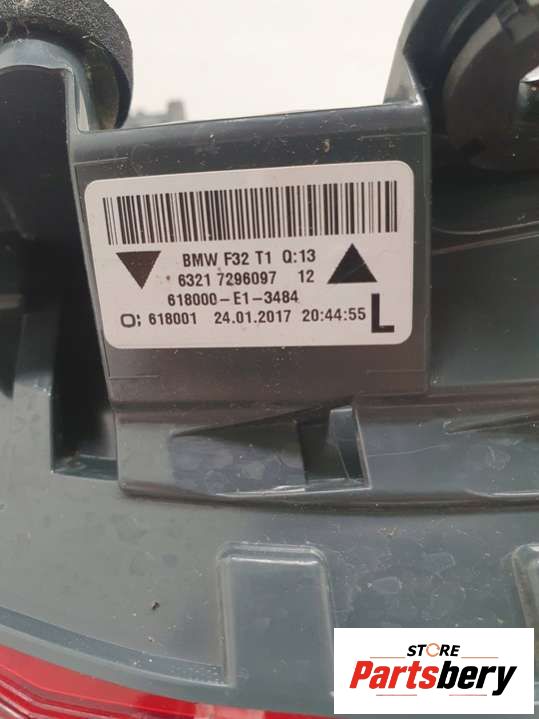 BMW F32 T1 Q:13
6321 7296097 12
618000-E1-3484
O; 618001 24.01.2017 20:44:55 L
STORE
Partsbery